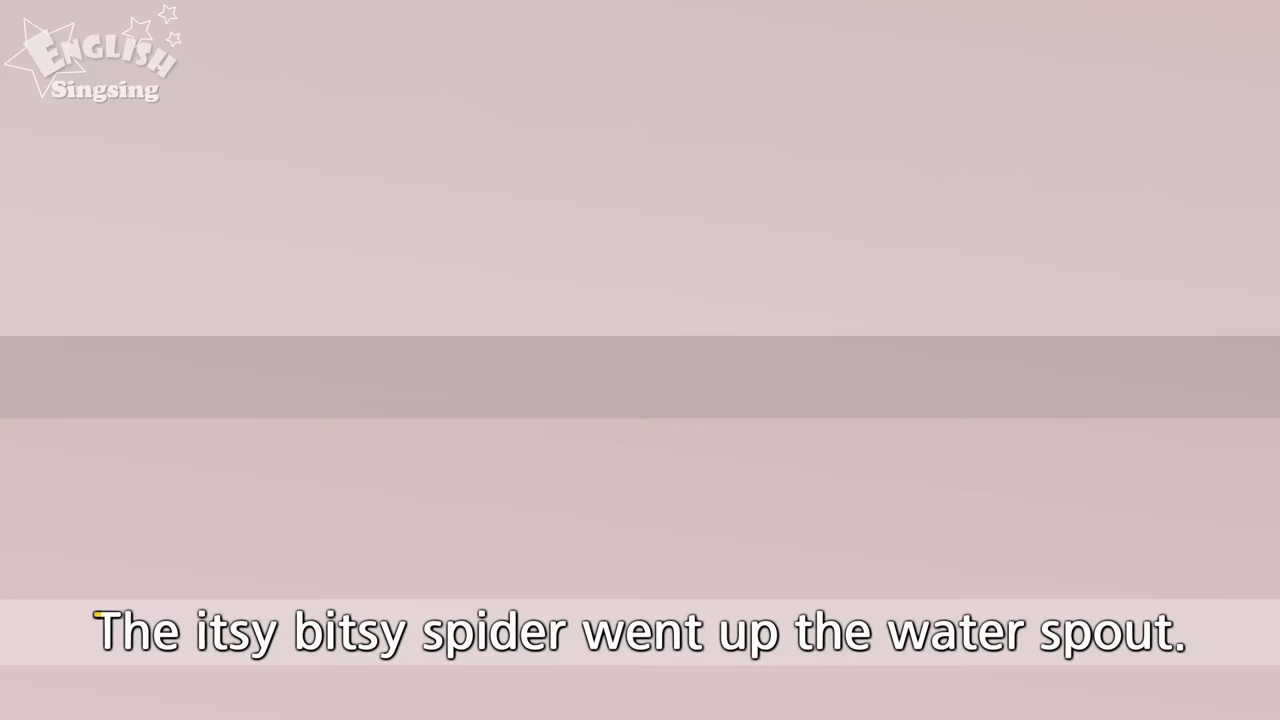 ENGLISH
Singsing
The itsy bitsy spider went up the water spout.